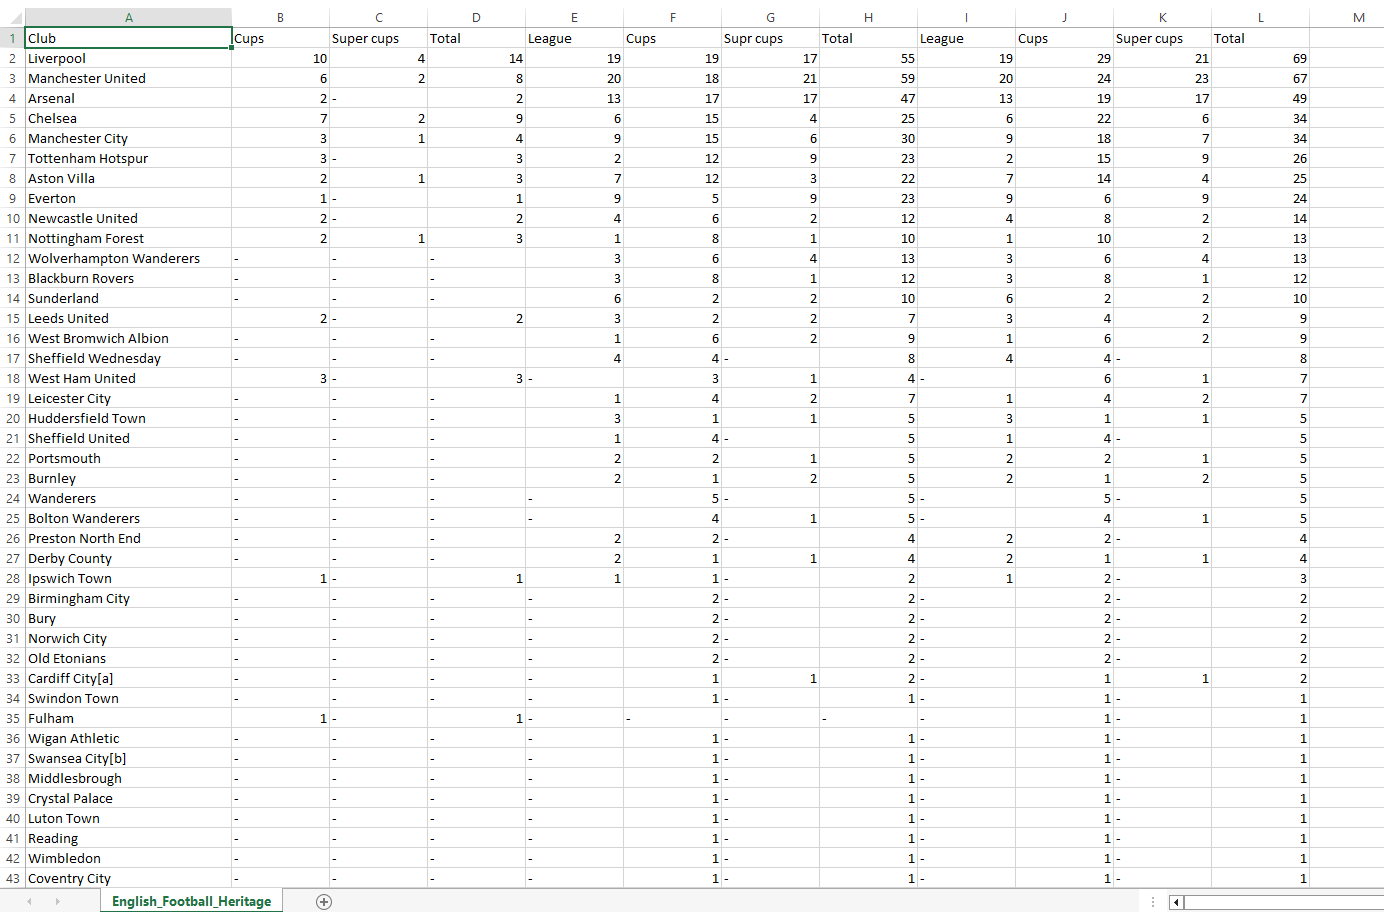 A B C D E F G H I J K L M
1 Club Cups Super cups Total League Cups Supr cups Total League Cups Super cups Total
2 Liverpool 10 4 14 19 19 17 55 19 29 21 69
3 Manchester United 6 2 8 20 18 21 59 20 24 23 67
4 Arsenal 2 - 2 13 17 17 47 13 19 17 49
5 Chelsea 7 2 9 6 15 4 25 6 22 6 34
6 Manchester City 3 1 4 9 15 6 30 9 18 7 34
7 Tottenham Hotspur 3 - 3 2 12 9 23 2 15 9 26
8 Aston Villa 2 1 3 7 12 3 22 7 14 4 25
9 Everton 1 - 1 9 5 9 23 9 6 9 24
10 Newcastle United 2 - 2 4 6 2 12 4 8 2 14
11 Nottingham Forest 2 1 3 1 8 1 10 1 10 2 13
12 Wolverhampton Wanderers - - - 3 6 4 13 3 6 4 13
13 Blackburn Rovers - - - 3 8 1 12 3 8 1 12
14 Sunderland - - - 6 2 2 10 6 2 2 10
15 Leeds United 2 - 2 3 2 2 7 3 4 2 9
16 West Bromwich Albion - - - 1 6 2 9 1 6 2 9
17 Sheffield Wednesday - - - 4 4 - 8 4 4 - 8
18 West Ham United 3 - 3 - 3 1 4 - 6 1 7
19 Leicester City - - - 1 4 2 7 1 4 2 7
20 Huddersfield Town - - - 3 1 1 5 3 1 1 5
21 Sheffield United - - - 1 4 - 5 1 4 - 5
22 Portsmouth - - - 2 2 1 5 2 2 1 5
23 Burnley - - - 2 1 2 5 2 1 2 5
24 Wanderers - - - - 5 - 5 - 5 - 5
25 Bolton Wanderers - - - - 4 1 5 - 4 1 5
26 Preston North End - - - 2 2 - 4 2 2 - 4
27 Derby County - - - 2 1 1 4 2 1 1 4
28 Ipswich Town 1 - 1 1 1 - 2 1 2 - 3
29 Birmingham City - - - - 2 - 2 - 2 - 2
30 Bury - - - - 2 - 2 - 2 - 2
31 Norwich City - - - - 2 - 2 - 2 - 2
32 Old Etonians - - - - 2 - 2 - 2 - 2
33 Cardiff City[a] - - - - 1 1 2 - 1 1 2
34 Swindon Town - - - - 1 - 1 - 1 - 1
35 Fulham 1 - 1 - - - - - 1 - 1
36 Wigan Athletic - - - - 1 - 1 - 1 - 1
37 Swansea City[b] - - - - 1 - 1 - 1 - 1
38 Middlesbrough - - - - 1 - 1 - 1 - 1
39 Crystal Palace - - - - 1 - 1 - 1 - 1
40 Luton Town - - - - 1 - 1 - 1 - 1
41 Reading - - - - 1 - 1 - 1 - 1
42 Wimbledon - - - - 1 - 1 - 1 - 1
43 Coventry City - - - - 1 - 1 - 1 - 1
English_Football_Heritage